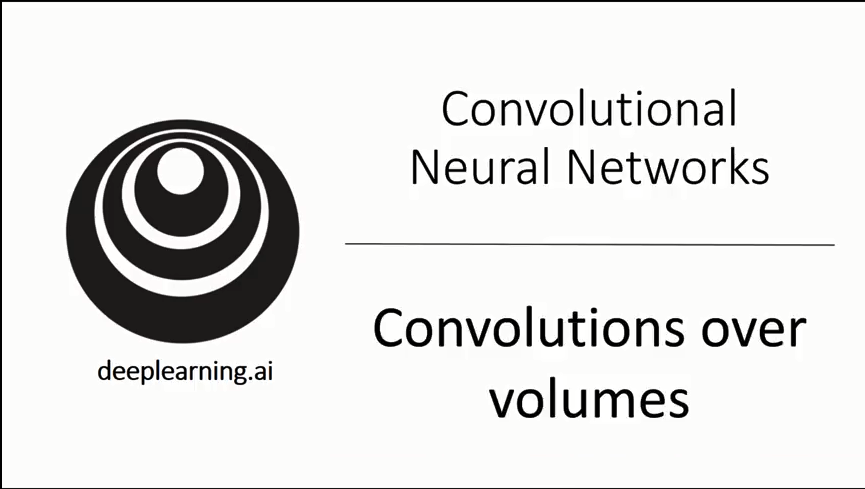 Convolutional
Neural Networks
Convolutions over
volumes
deeplearning.ai